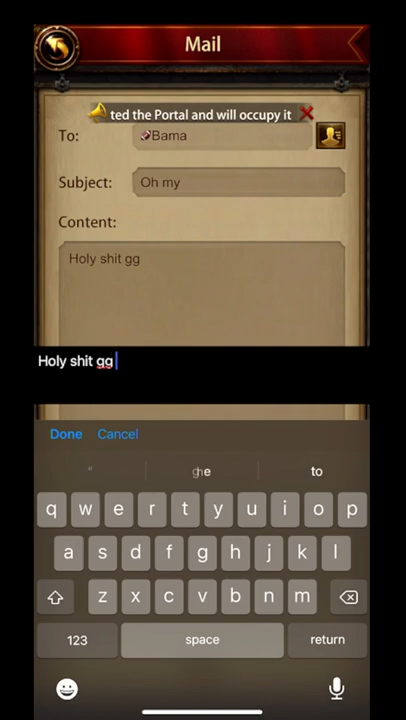 Mail
ted the Portal and will occupy it
To: 🏈Bama
Subject: Oh my
Content:
Holy shit gg
Holy shit gg
Done Cancel
to
q w e r t y u i o p
a s d f g h j k l
z x c v b n m
123 space return